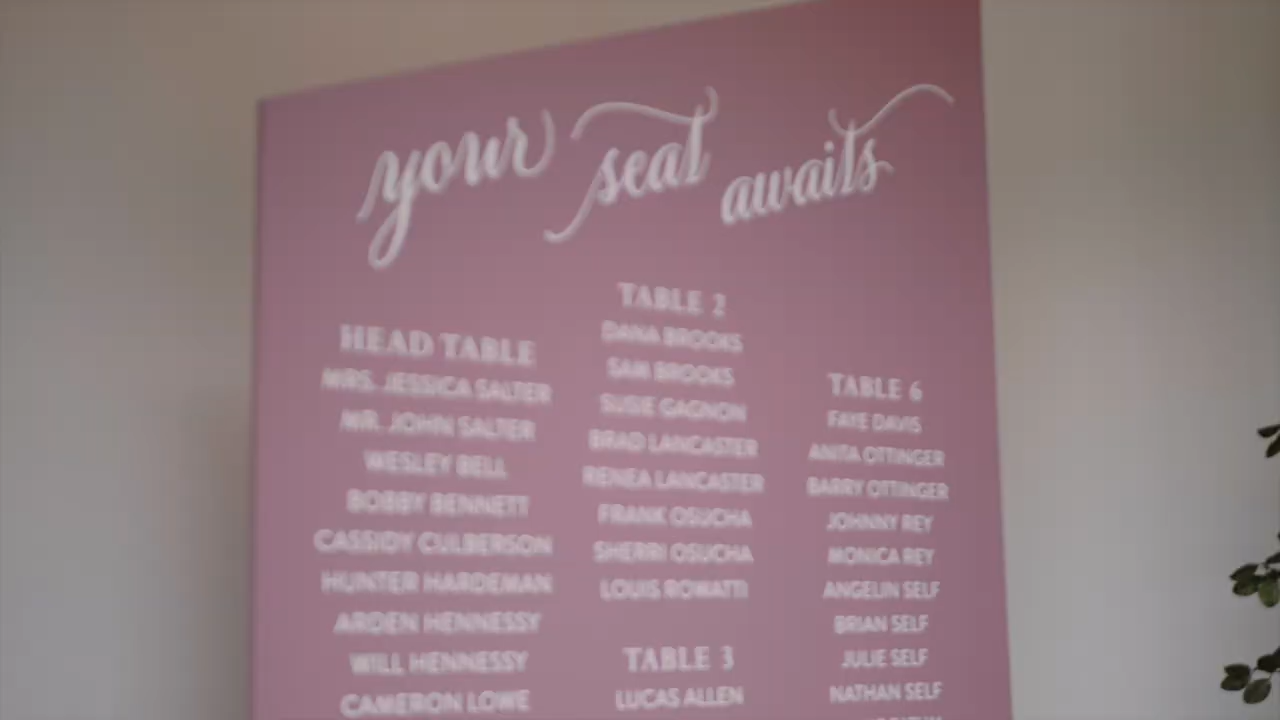 your seat awaits
HEAD TABLE
MRS. JESSICA SALTER
MR. JOHN SALTER
WESLEY BELL
BOBBY BENNETT
CASSIDY CULBERSON
HUNTER HARDEMAN
ARDEN HENNESSY
WILL HENNESSY
CAMERON LOWE
TABLE 2
DANA BROOKS
SAM BROOKS
SUSIE GAGNON
BRAD LANCASTER
RENEA LANCASTER
FRANK OSUCHA
SHERRI OSUCHA
LOUIS ROWATTI
TABLE 3
LUCAS ALLEN
TABLE 6
FAYE DAVIS
ANITA OTTINGER
BARRY OTTINGER
JOHNNY REY
MONICA REY
ANGELIN SELF
BRIAN SELF
JULIE SELF
NATHAN SELF